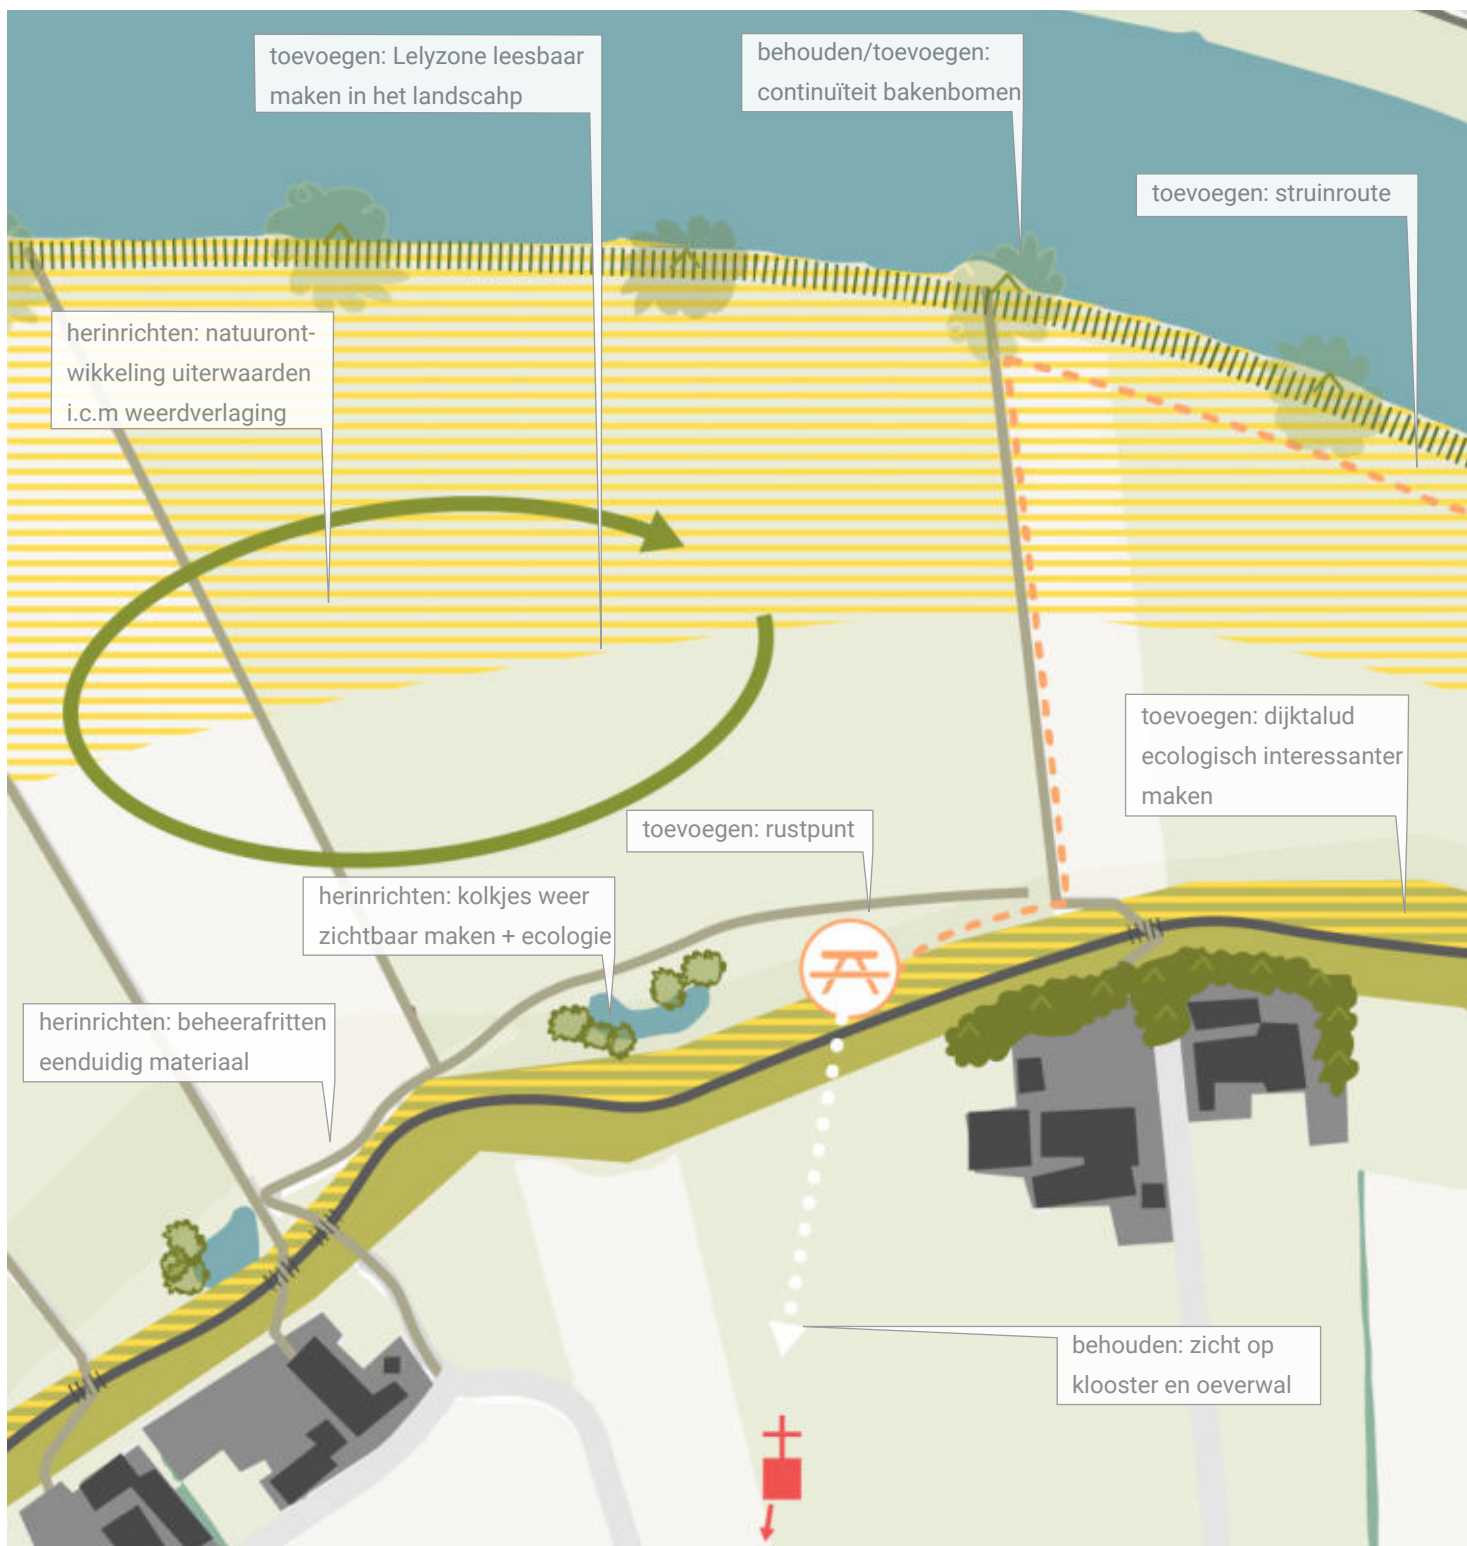 toevoegen: Lelyzone leesbaar
maken in het landscahp
behouden/toevoegen:
continuïteit bakenbomen
toevoegen: struinroute
herinrichten: natuuront-
wikkeling uiterwaarden
i.c.m weerdverlaging
toevoegen: dijktalud
ecologisch interessanter
maken
toevoegen: rustpunt
herinrichten: kolkjes weer
zichtbaar maken + ecologie
herinrichten: beheerafritten
eenduidig materiaal
behouden: zicht op
klooster en oeverwal